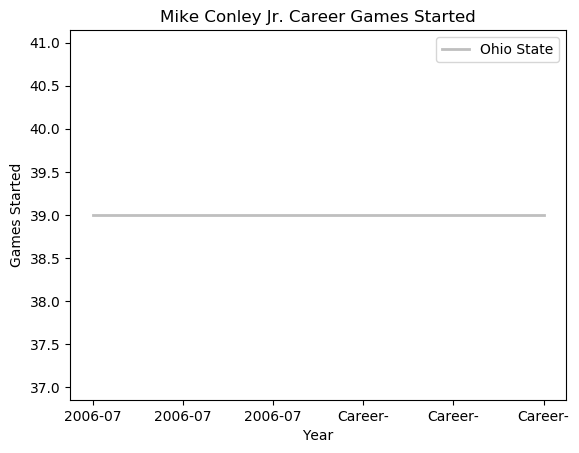 Mike Conley Jr. Career Games Started
Ohio State
41.0
40.5
40.0
39.5
39.0
38.5
38.0
37.5
37.0
Games Started
2006-07 2006-07 2006-07 Career- Career- Career-
Year